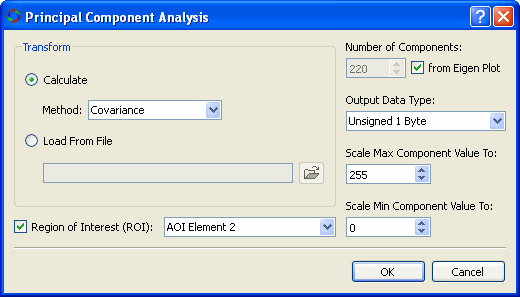 Principal Component Analysis
Transform
Calculate
Method: Covariance
Load From File
Region of Interest (ROI): AOI Element 2
Number of Components:
220 from Eigen Plot
Output Data Type:
Unsigned 1 Byte
Scale Max Component Value To:
255
Scale Min Component Value To:
0
OK Cancel